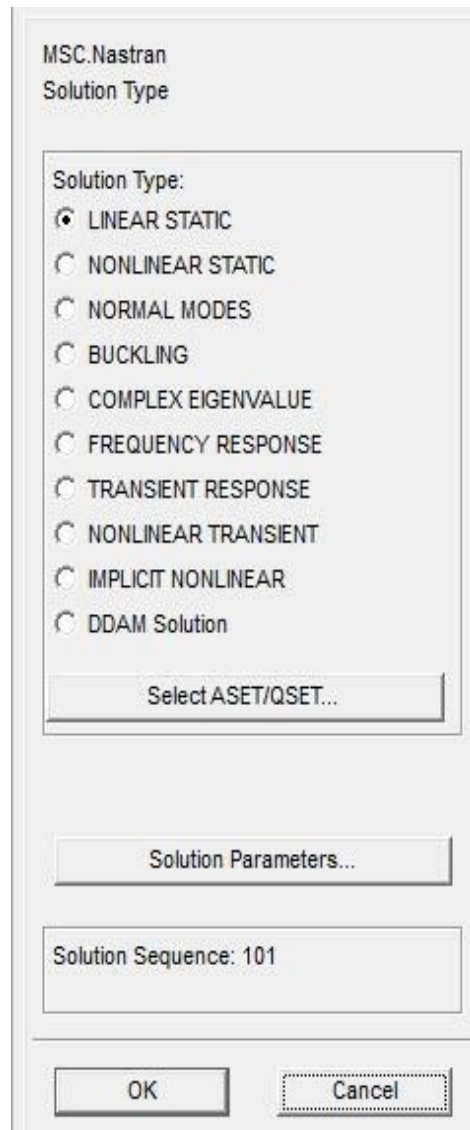 MSC.Nastran
Solution Type
Solution Type:
LINEAR STATIC
NONLINEAR STATIC
NORMAL MODES
BUCKLING
COMPLEX EIGENVALUE
FREQUENCY RESPONSE
TRANSIENT RESPONSE
NONLINEAR TRANSIENT
IMPLICIT NONLINEAR
DDAM Solution
Select ASET/QSET...
Solution Parameters...
Solution Sequence: 101
OK
Cancel